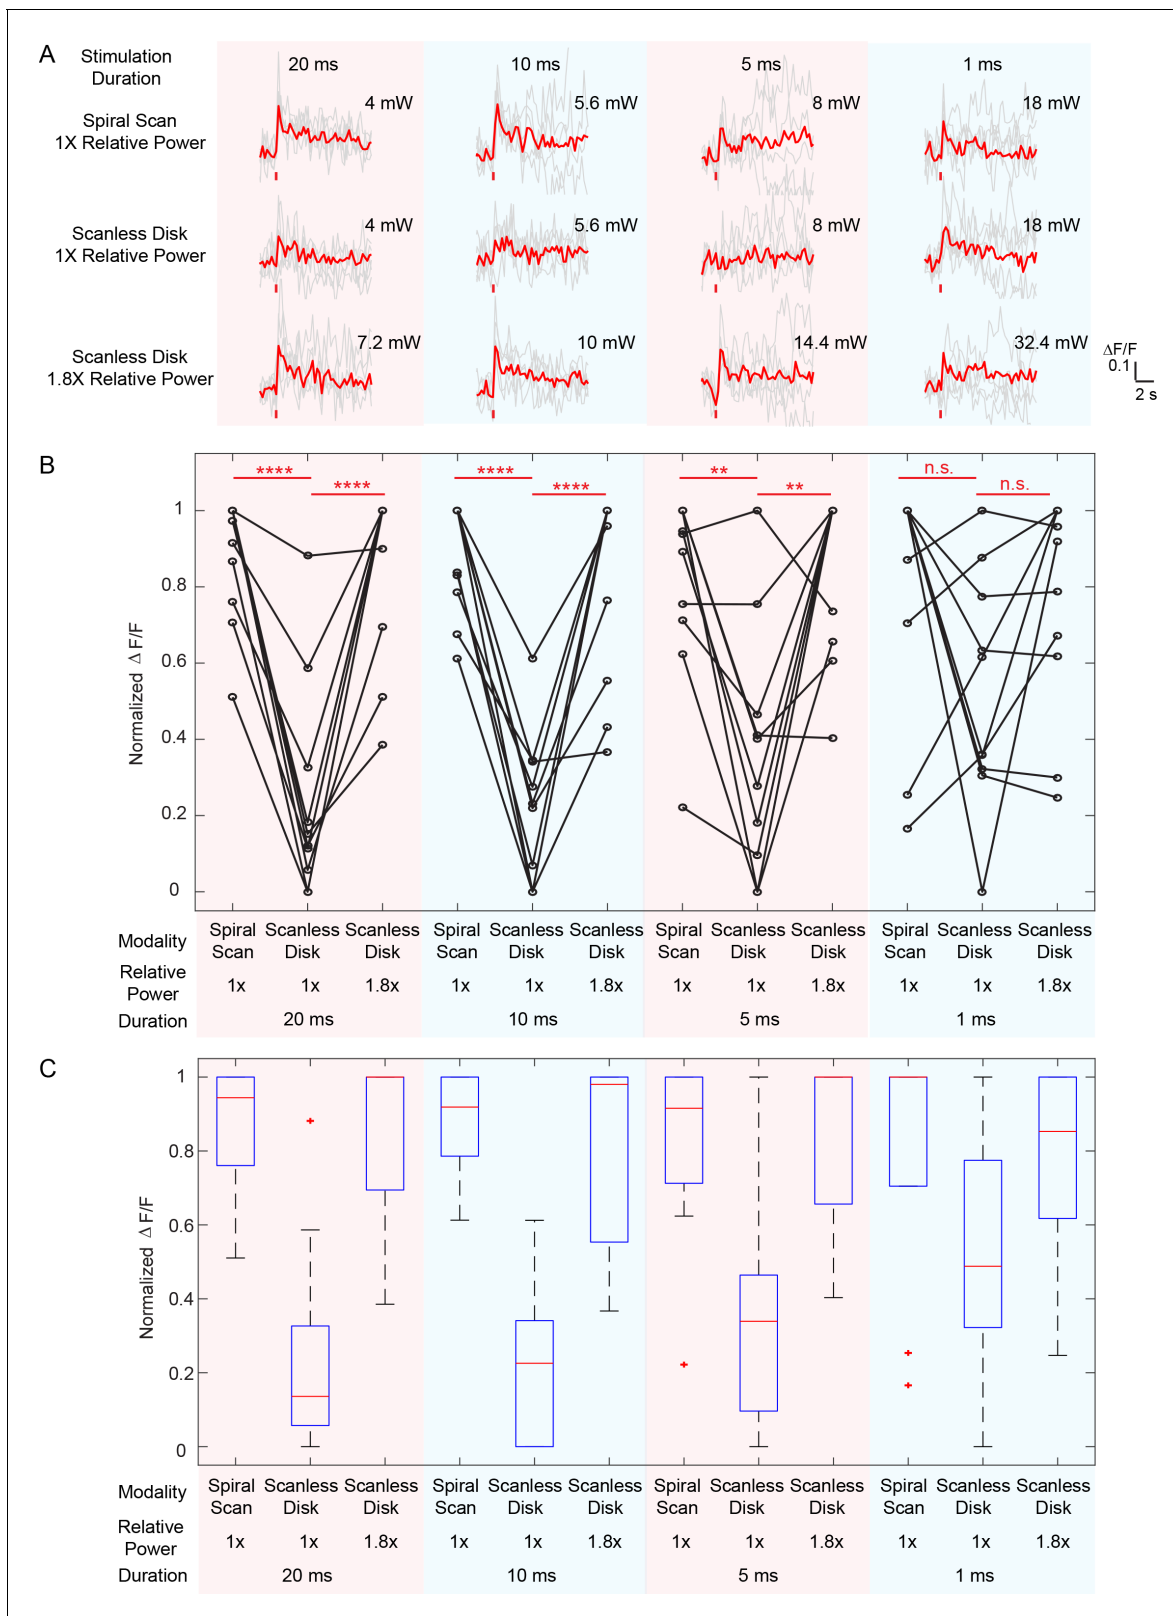 A
Stimulation
Duration
20 ms
10 ms
5 ms
1 ms
Spiral Scan
1X Relative Power
4 mW
5.6 mW
8 mW
18 mW
Scanless Disk
1X Relative Power
4 mW
5.6 mW
8 mW
18 mW
Scanless Disk
1.8X Relative Power
7.2 mW
10 mW
14.4 mW
32.4 mW
ΔF/F
0.1
2 s
B
**** **** **** **** ** ** n.s. n.s.
Normalized Δ F/F
1
0.8
0.6
0.4
0.2
0
Modality
Spiral Scanless Scanless Spiral Scanless Scanless Spiral Scanless Scanless Spiral Scanless Scanless
Scan Disk Disk Scan Disk Disk Scan Disk Disk Scan Disk Disk
Relative
Power
1x 1x 1.8x 1x 1x 1.8x 1x 1x 1.8x 1x 1x 1.8x
Duration 20 ms 10 ms 5 ms 1 ms
C
Normalized Δ F/F
1
0.8
0.6
0.4
0.2
0
Modality
Spiral Scanless Scanless Spiral Scanless Scanless Spiral Scanless Scanless Spiral Scanless Scanless
Scan Disk Disk Scan Disk Disk Scan Disk Disk Scan Disk Disk
Relative
Power
1x 1x 1.8x 1x 1x 1.8x 1x 1x 1.8x 1x 1x 1.8x
Duration 20 ms 10 ms 5 ms 1 ms